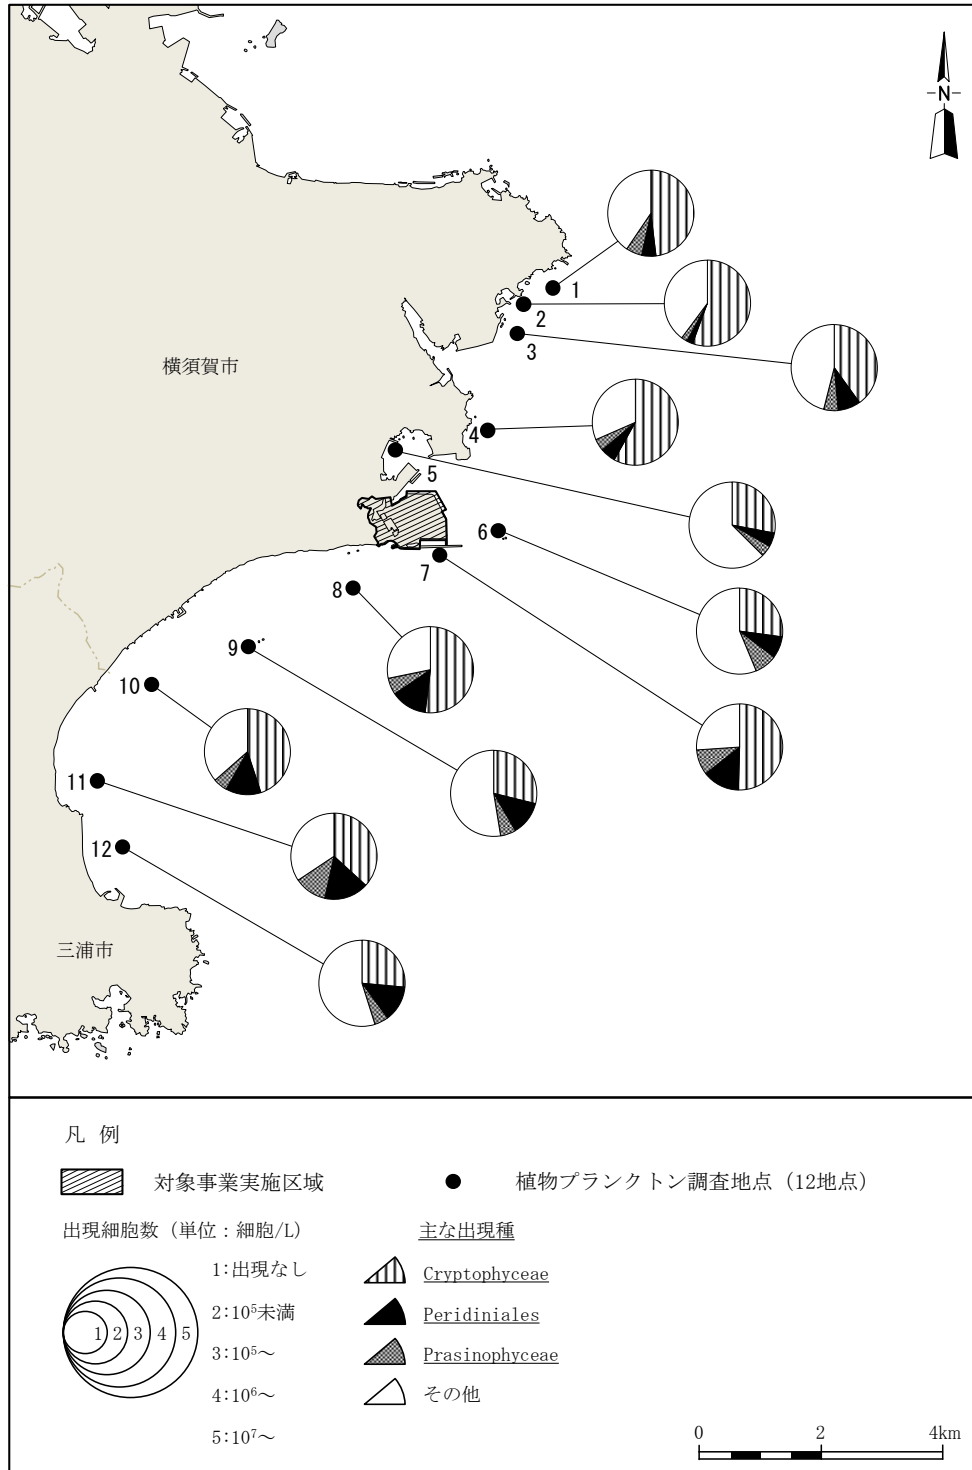 N
1
2
3
横須賀市
4
5
6
7
8
9
10
11
12
三浦市
凡 例
対象事業実施区域
植物プランクトン調査地点（12地点）
出現細胞数（単位：細胞/L）
主な出現種
1:出現なし
Cryptophyceae
2:10⁵未満
Peridiniales
1 2 3 4 5
3:10⁵～
Prasinophyceae
4:10⁶～
その他
5:10⁷～
0 2 4km